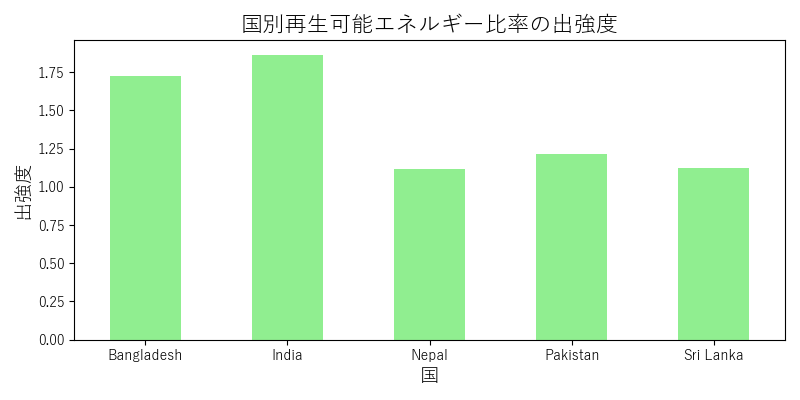 国別再生可能エネルギー比率の出強度
出強度
1.75
1.50
1.25
1.00
0.75
0.50
0.25
0.00
Bangladesh
India
Nepal
Pakistan
Sri Lanka
国